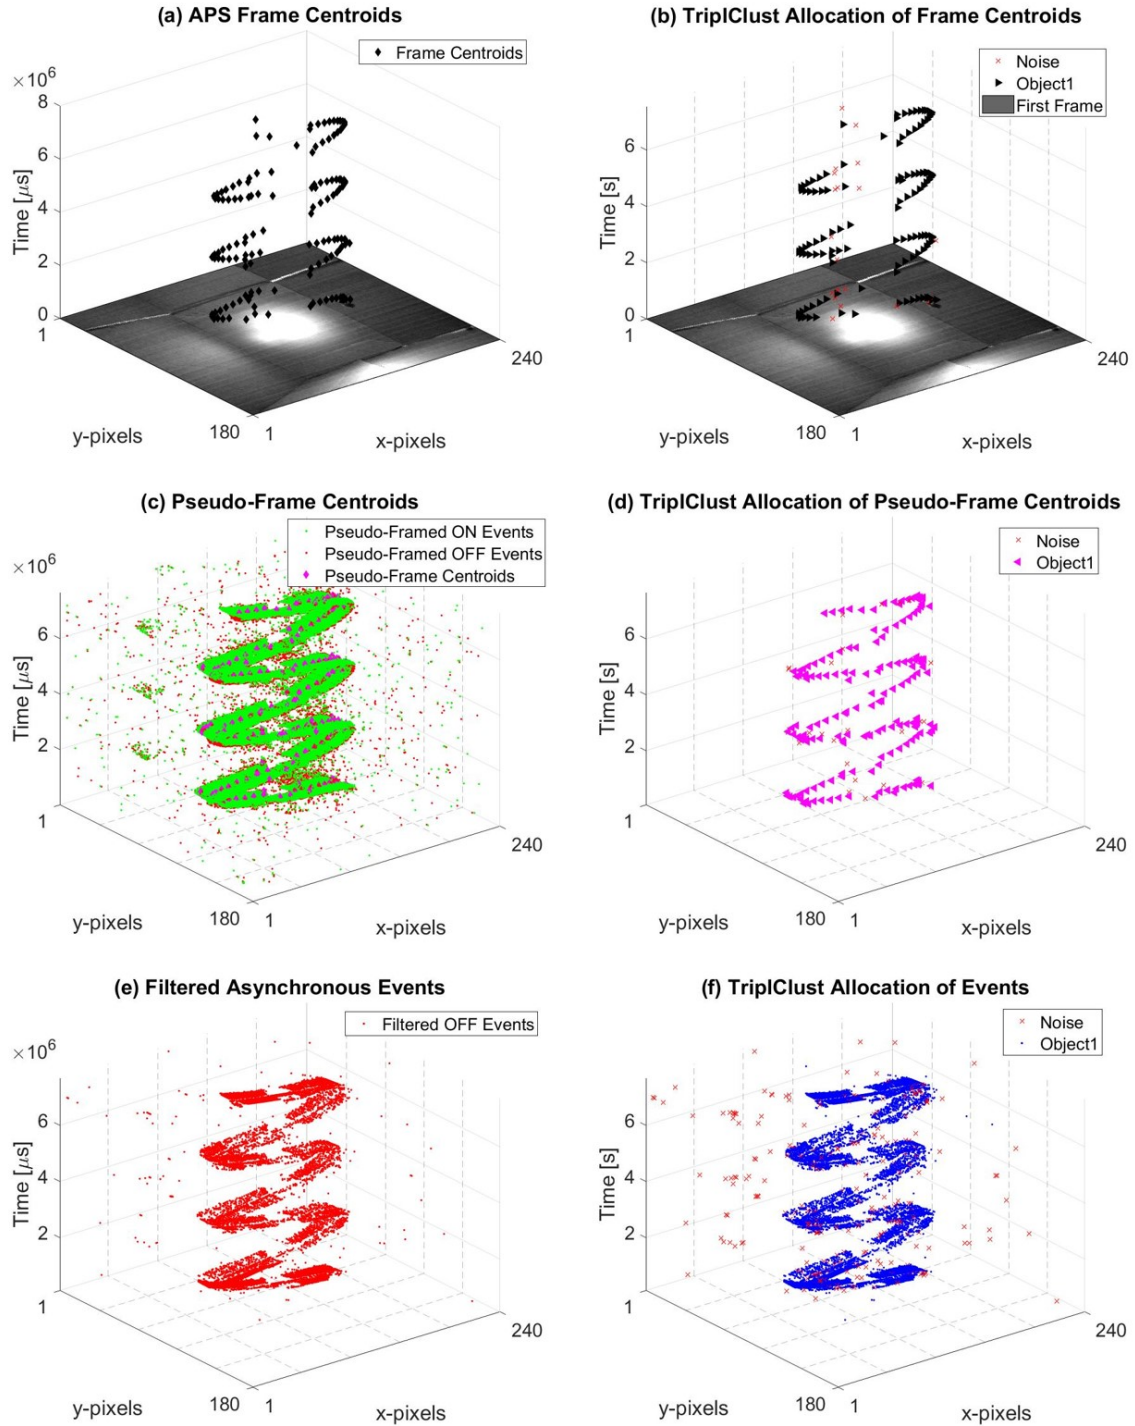 (a) APS Frame Centroids
Frame Centroids
×10⁶
8
6
4
2
0
Time [μs]
1
y-pixels
180
1
x-pixels
240
(b) TriplClust Allocation of Frame Centroids
Noise
Object1
First Frame
6
4
2
0
Time [s]
1
y-pixels
180
1
x-pixels
240
(c) Pseudo-Frame Centroids
Pseudo-Framed ON Events
Pseudo-Framed OFF Events
Pseudo-Frame Centroids
×10⁶
6
4
2
Time [μs]
1
y-pixels
180
1
x-pixels
240
(d) TriplClust Allocation of Pseudo-Frame Centroids
Noise
Object1
6
4
2
Time [s]
1
y-pixels
180
1
x-pixels
240
(e) Filtered Asynchronous Events
Filtered OFF Events
×10⁶
6
4
2
Time [μs]
1
y-pixels
180
1
x-pixels
240
(f) TriplClust Allocation of Events
Noise
Object1
6
4
2
Time [s]
1
y-pixels
180
1
x-pixels
240